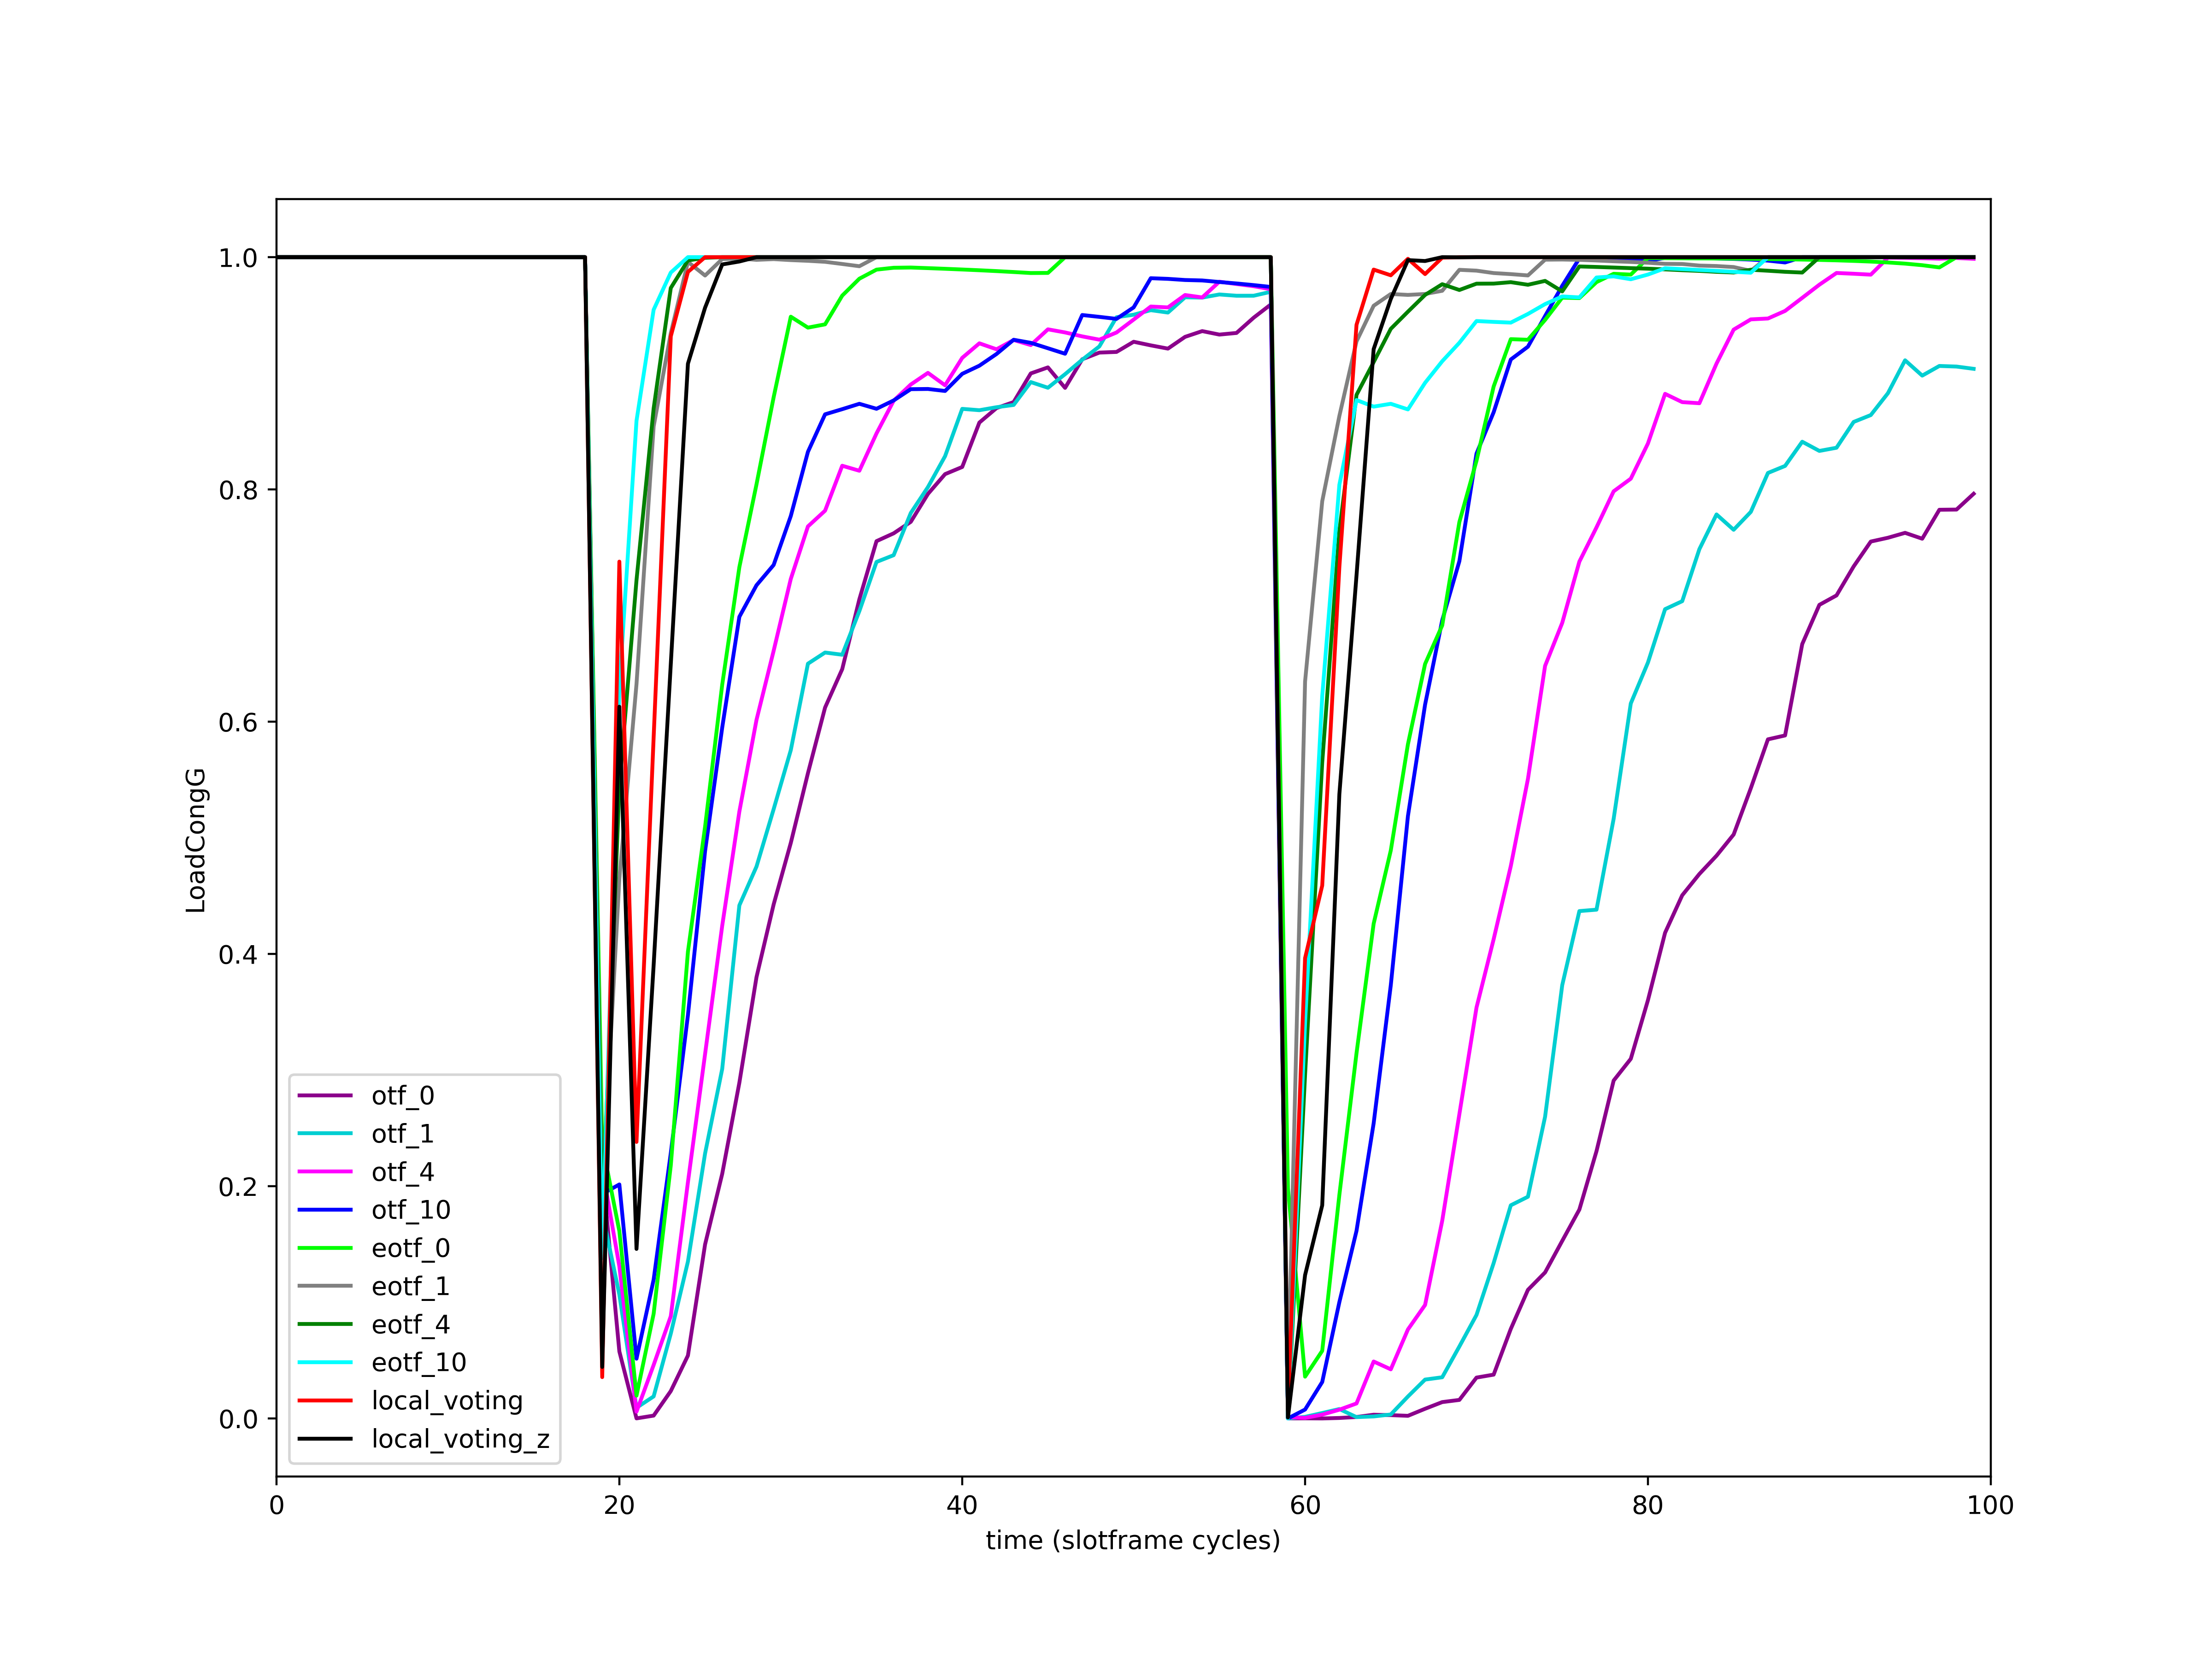 1.0
0.8
0.6
0.4
0.2
0.0
LoadCongG
otf_0
otf_1
otf_4
otf_10
eotf_0
eotf_1
eotf_4
eotf_10
local_voting
local_voting_z
0 20 40 60 80 100
time (slotframe cycles)